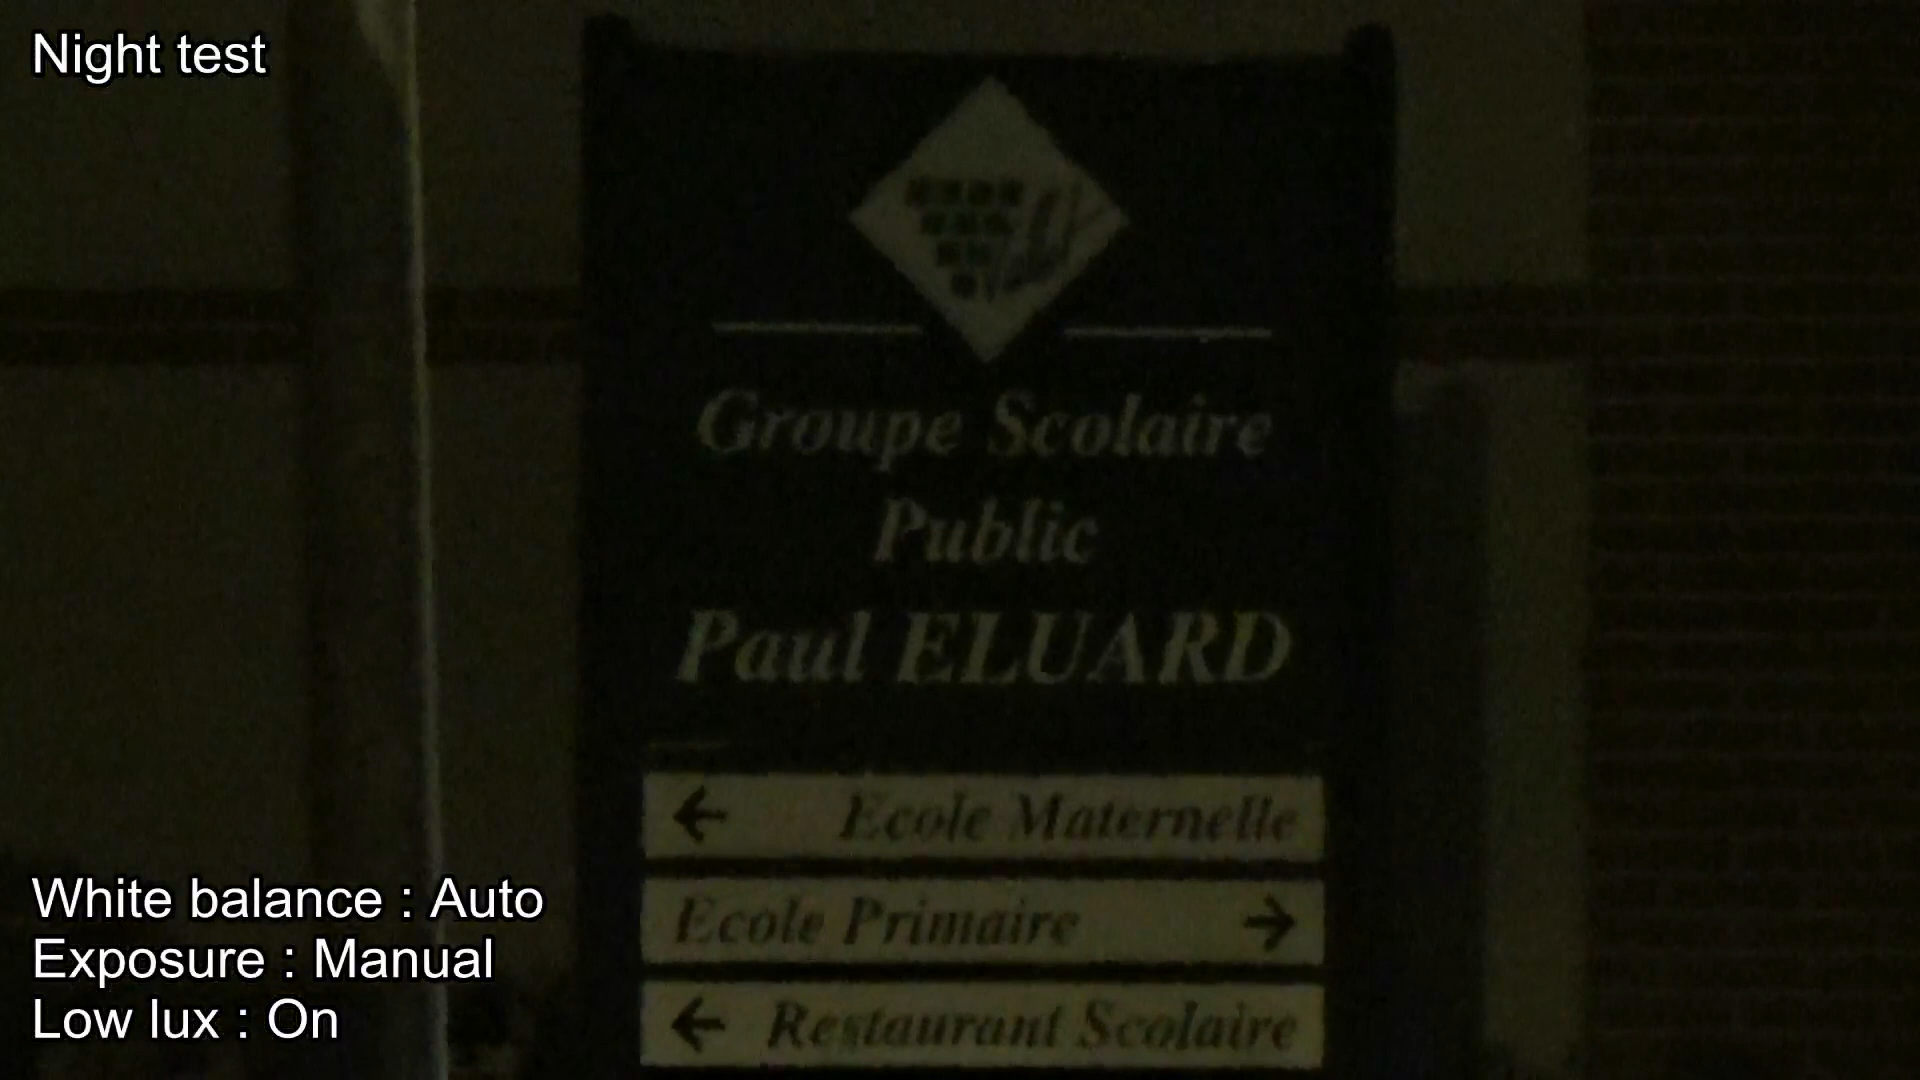 Night test
Groupe Scolaire
Public
Paul ELUARD
← Ecole Maternelle
Ecole Primaire →
← Restaurant Scolaire
White balance : Auto
Exposure : Manual
Low lux : On